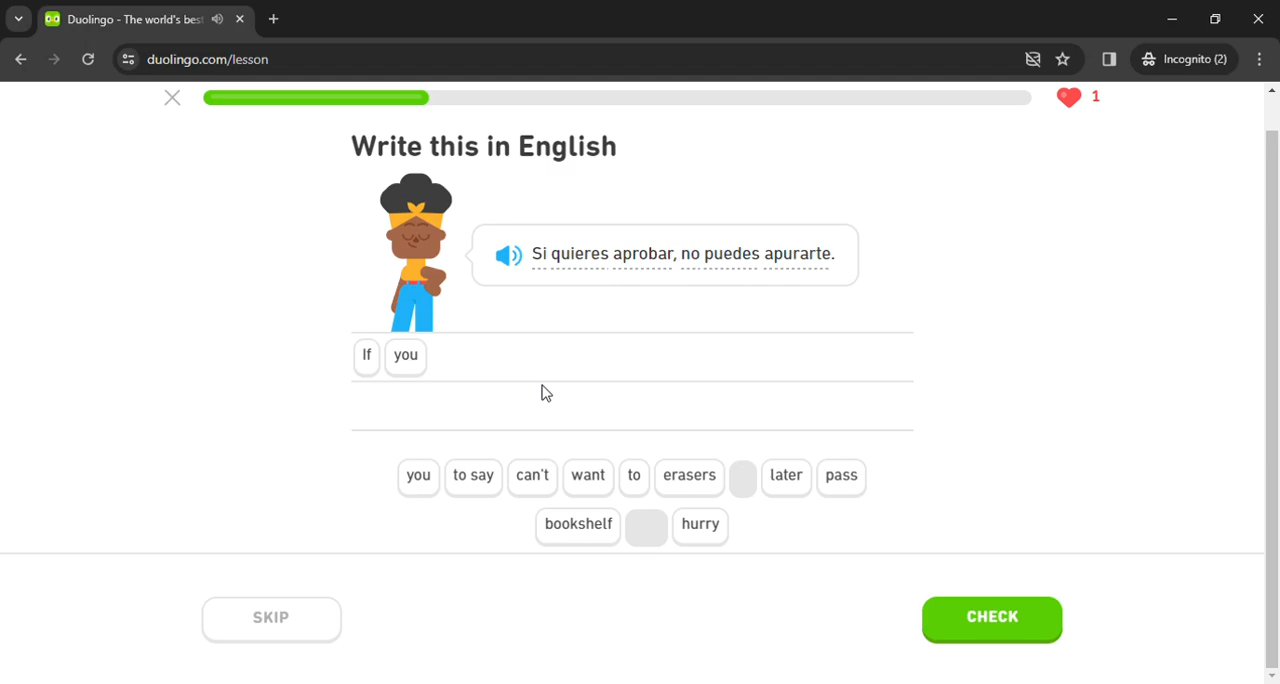 Duolingo - The world's bes
duolingo.com/lesson
Incognito (2)
1
Write this in English
Si quieres aprobar, no puedes apurarte.
If you
you to say can't want to erasers later pass
bookshelf hurry
SKIP
CHECK